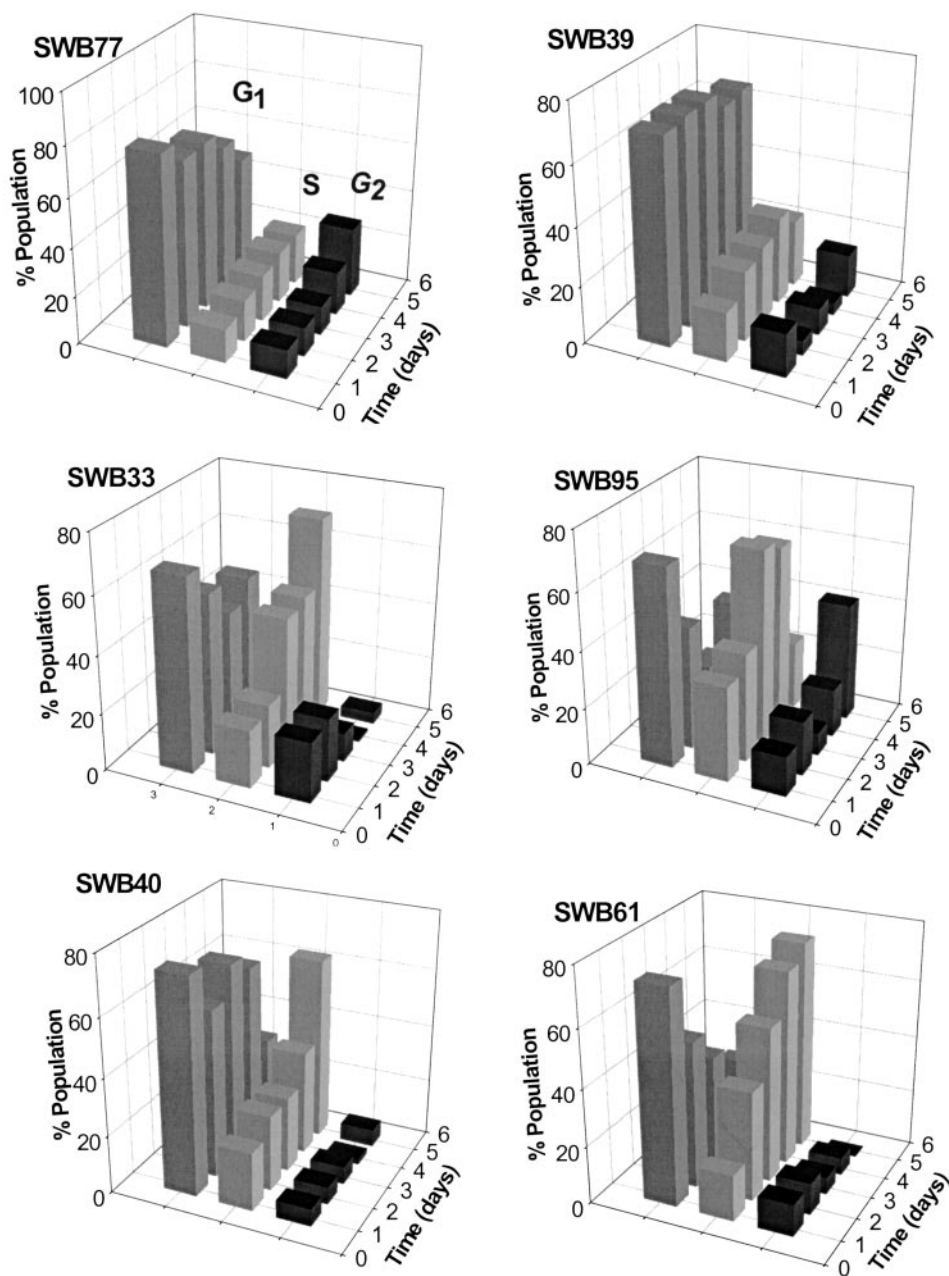 SWB77
G1
S G2
% Population
100
80
60
40
20
0
0 1 2 3 4 5 6
Time (days)
SWB39
% Population
80
60
40
20
0
0 1 2 3 4 5 6
Time (days)
SWB33
% Population
80
60
40
20
0
3 2 1 0
0 1 2 3 4 5 6
Time (days)
SWB95
% Population
80
60
40
20
0
0 1 2 3 4 5 6
Time (days)
SWB40
% Population
80
60
40
20
0
0 1 2 3 4 5 6
Time (days)
SWB61
% Population
80
60
40
20
0
0 1 2 3 4 5 6
Time (days)